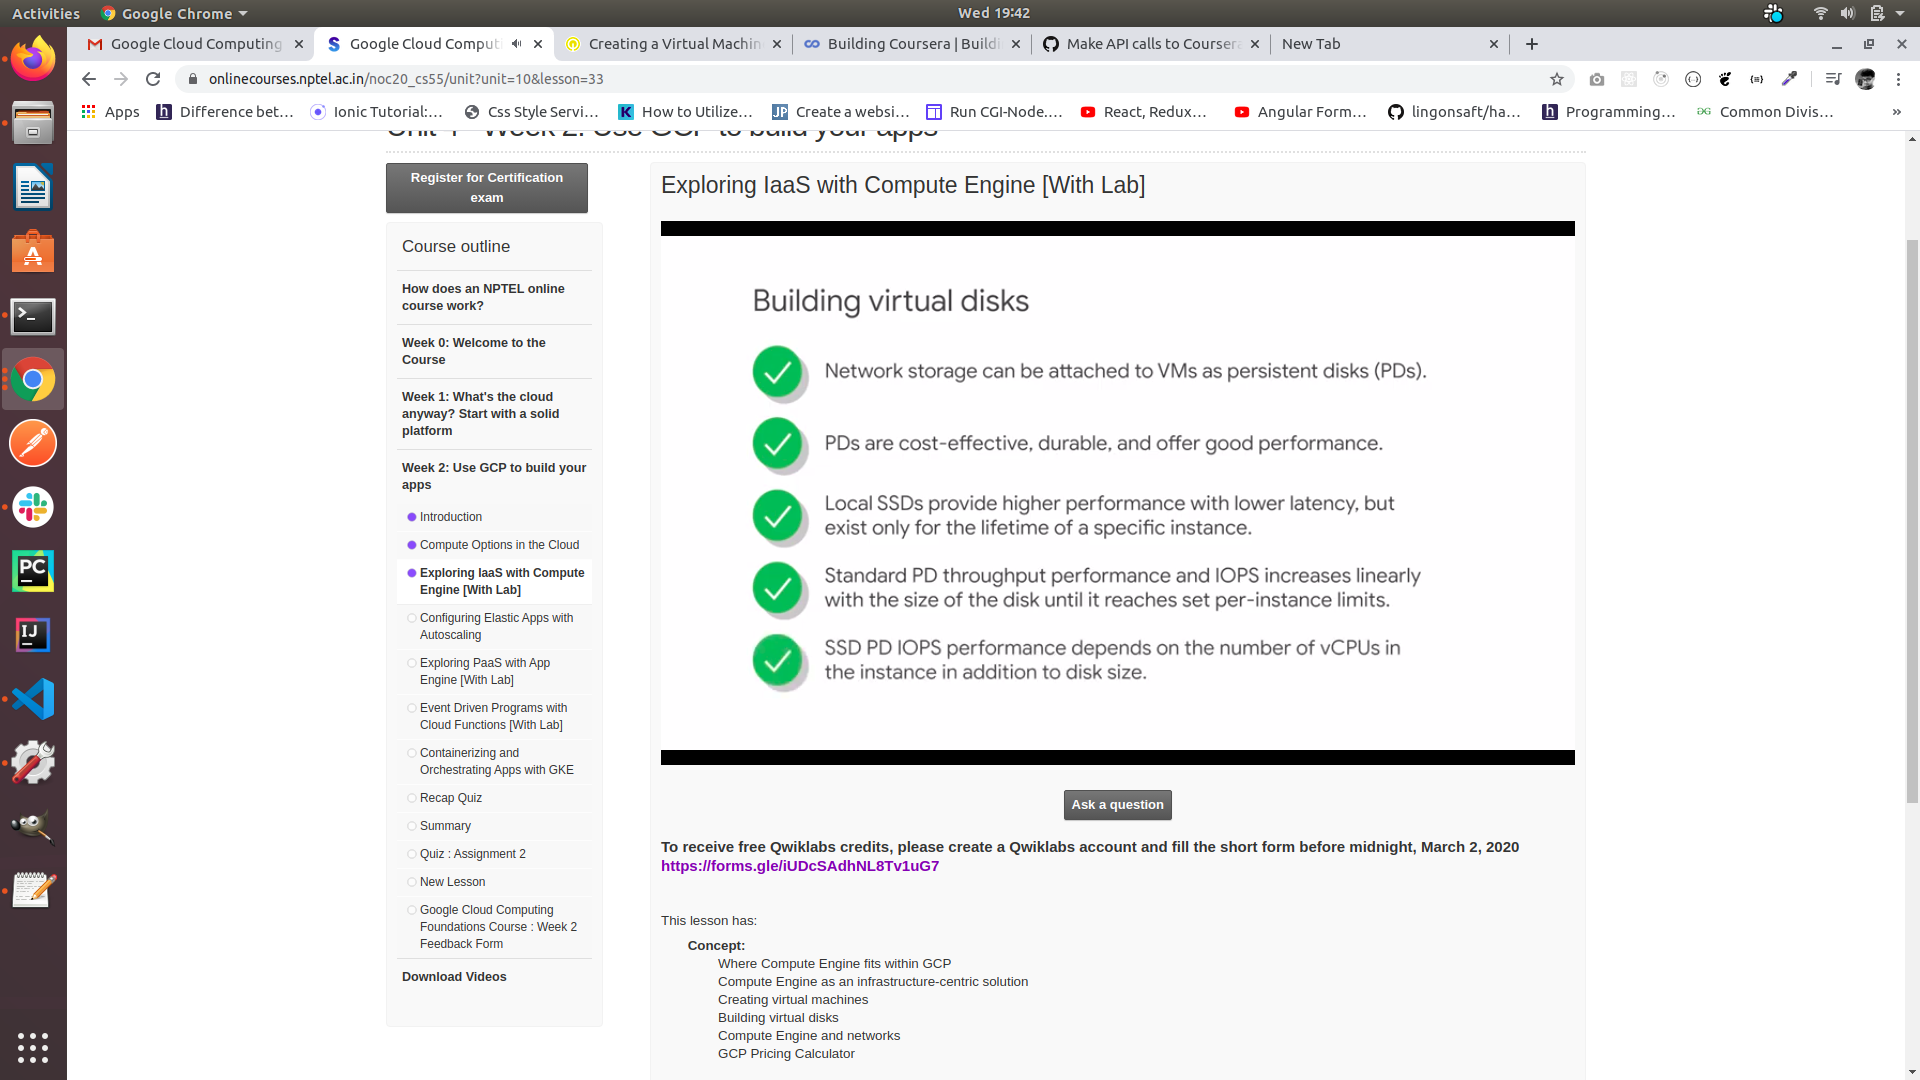 Activities
Google Chrome
Wed 19:42
Google Cloud Computing
Google Cloud Computi
Creating a Virtual Machin
Building Coursera | Buildi
Make API calls to Coursera
New Tab
onlinecourses.nptel.ac.in/noc20_cs55/unit?unit=10&lesson=33
Apps
Difference bet…
Ionic Tutorial:…
Css Style Servi…
How to Utilize…
Create a websi…
Run CGI-Node.…
React, Redux…
Angular Form…
lingonsaft/ha…
Programming…
Common Divis…
Unit 4 - Week 2: Use GCP to build your apps
Register for Certification
exam
Course outline
How does an NPTEL online
course work?
Week 0: Welcome to the
Course
Week 1: What's the cloud
anyway? Start with a solid
platform
Week 2: Use GCP to build your
apps
Introduction
Compute Options in the Cloud
Exploring IaaS with Compute
Engine [With Lab]
Configuring Elastic Apps with
Autoscaling
Exploring PaaS with App
Engine [With Lab]
Event Driven Programs with
Cloud Functions [With Lab]
Containerizing and
Orchestrating Apps with GKE
Recap Quiz
Summary
Quiz : Assignment 2
New Lesson
Google Cloud Computing
Foundations Course : Week 2
Feedback Form
Download Videos
Exploring IaaS with Compute Engine [With Lab]
Building virtual disks
Network storage can be attached to VMs as persistent disks (PDs).
PDs are cost-effective, durable, and offer good performance.
Local SSDs provide higher performance with lower latency, but
exist only for the lifetime of a specific instance.
Standard PD throughput performance and IOPS increases linearly
with the size of the disk until it reaches set per-instance limits.
SSD PD IOPS performance depends on the number of vCPUs in
the instance in addition to disk size.
Ask a question
To receive free Qwiklabs credits, please create a Qwiklabs account and fill the short form before midnight, March 2, 2020
https://forms.gle/iUDcSAdhNL8Tv1uG7
This lesson has:
Concept:
Where Compute Engine fits within GCP
Compute Engine as an infrastructure-centric solution
Creating virtual machines
Building virtual disks
Compute Engine and networks
GCP Pricing Calculator